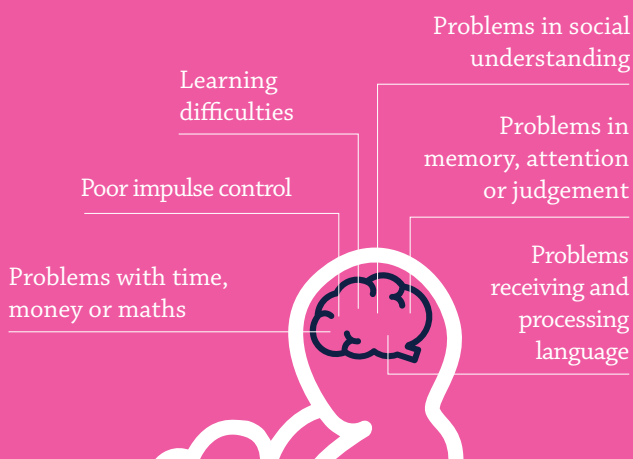 Problems in social
understanding
Learning
difficulties
Problems in
memory, attention
or judgement
Poor impulse control
Problems
receiving and
processing
language
Problems with time,
money or maths